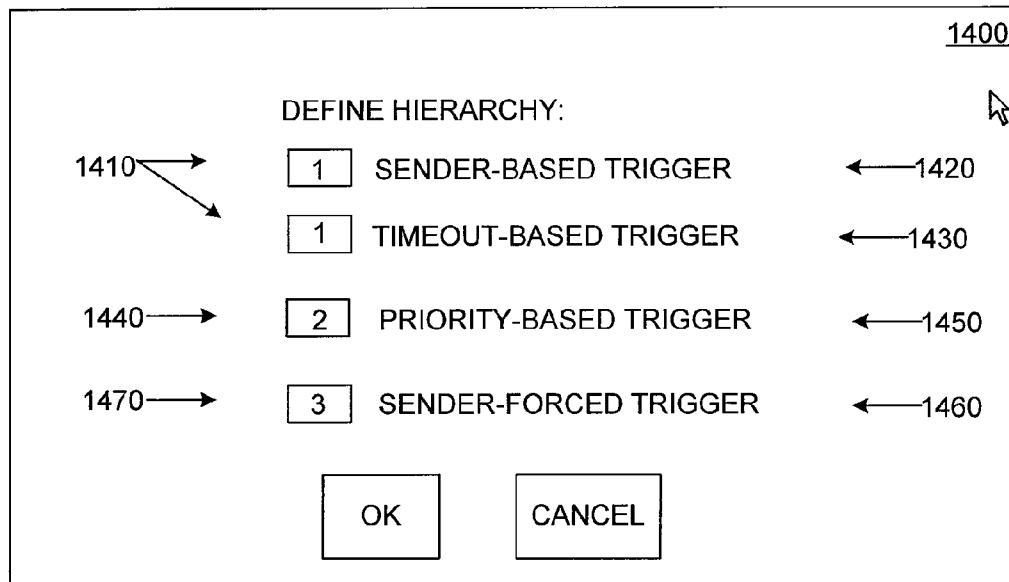 1400
DEFINE HIERARCHY:
1410 1 SENDER-BASED TRIGGER 1420
1 TIMEOUT-BASED TRIGGER 1430
1440 2 PRIORITY-BASED TRIGGER 1450
1470 3 SENDER-FORCED TRIGGER 1460
OK CANCEL